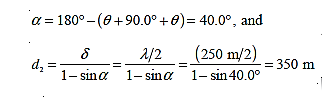 α = 180° − (θ + 90.0° + θ) = 40.0°, and
d₂ = δ/(1−sin α) = (λ/2)/(1−sin α) = (250 m/2)/(1−sin 40.0°) = 350 m